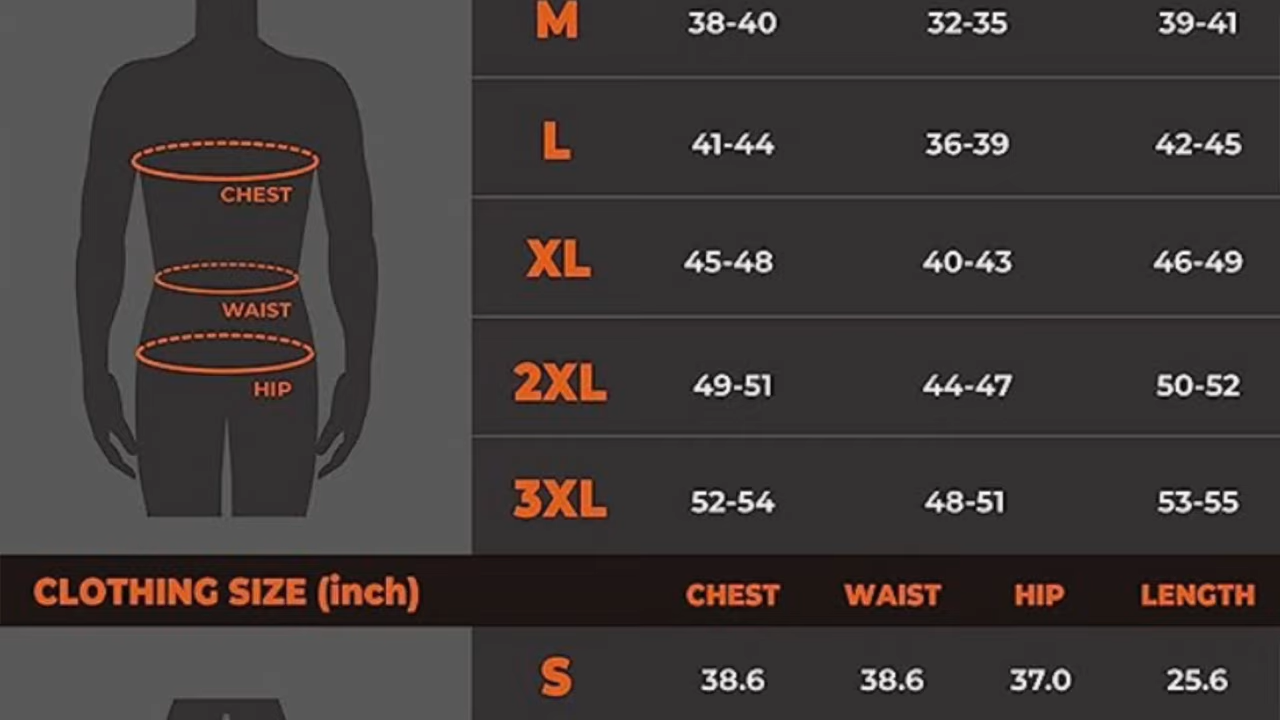 M 38-40 32-35 39-41
L 41-44 36-39 42-45
CHEST
XL 45-48 40-43 46-49
WAIST
2XL 49-51 44-47 50-52
HIP
3XL 52-54 48-51 53-55
CLOTHING SIZE (inch) CHEST WAIST HIP LENGTH
S 38.6 38.6 37.0 25.6